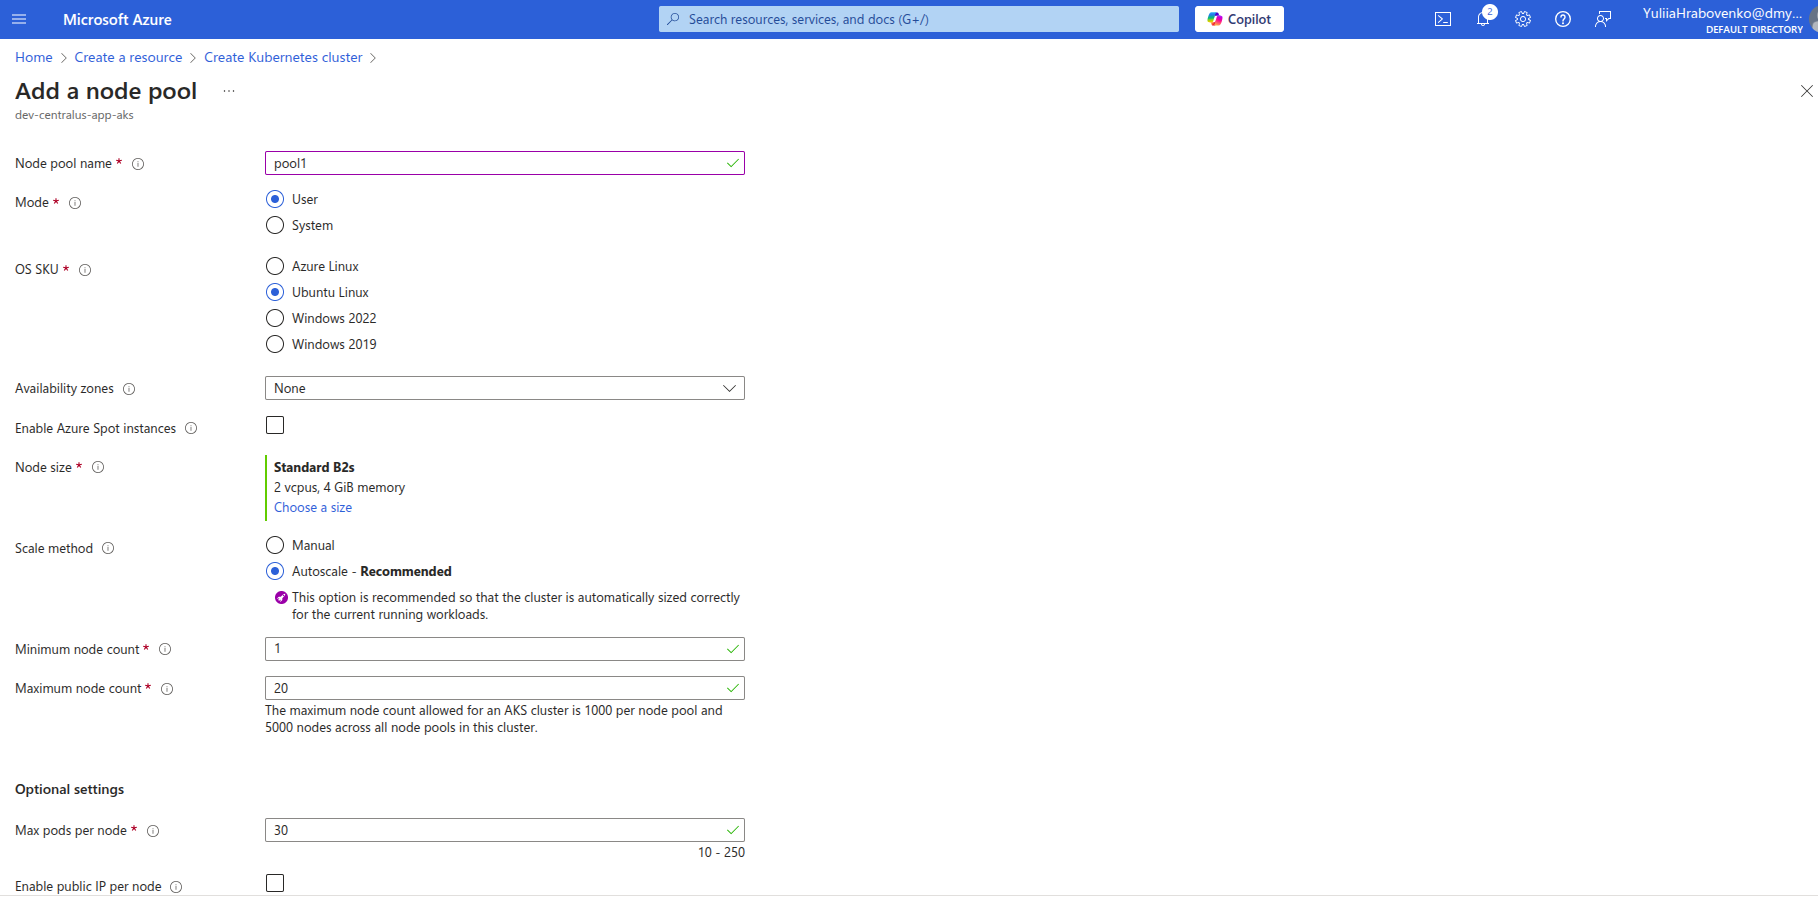 Microsoft Azure
Search resources, services, and docs (G+/)
Copilot
2
YuliiaHrabovenko@dmy...
DEFAULT DIRECTORY
Home > Create a resource > Create Kubernetes cluster >
Add a node pool ...
dev-centralus-app-aks
Node pool name *
pool1
Mode *
User
System
OS SKU *
Azure Linux
Ubuntu Linux
Windows 2022
Windows 2019
Availability zones
None
Enable Azure Spot instances
Node size *
Standard B2s
2 vcpus, 4 GiB memory
Choose a size
Scale method
Manual
Autoscale - Recommended
This option is recommended so that the cluster is automatically sized correctly
for the current running workloads.
Minimum node count *
1
Maximum node count *
20
The maximum node count allowed for an AKS cluster is 1000 per node pool and
5000 nodes across all node pools in this cluster.
Optional settings
Max pods per node *
30
10 - 250
Enable public IP per node